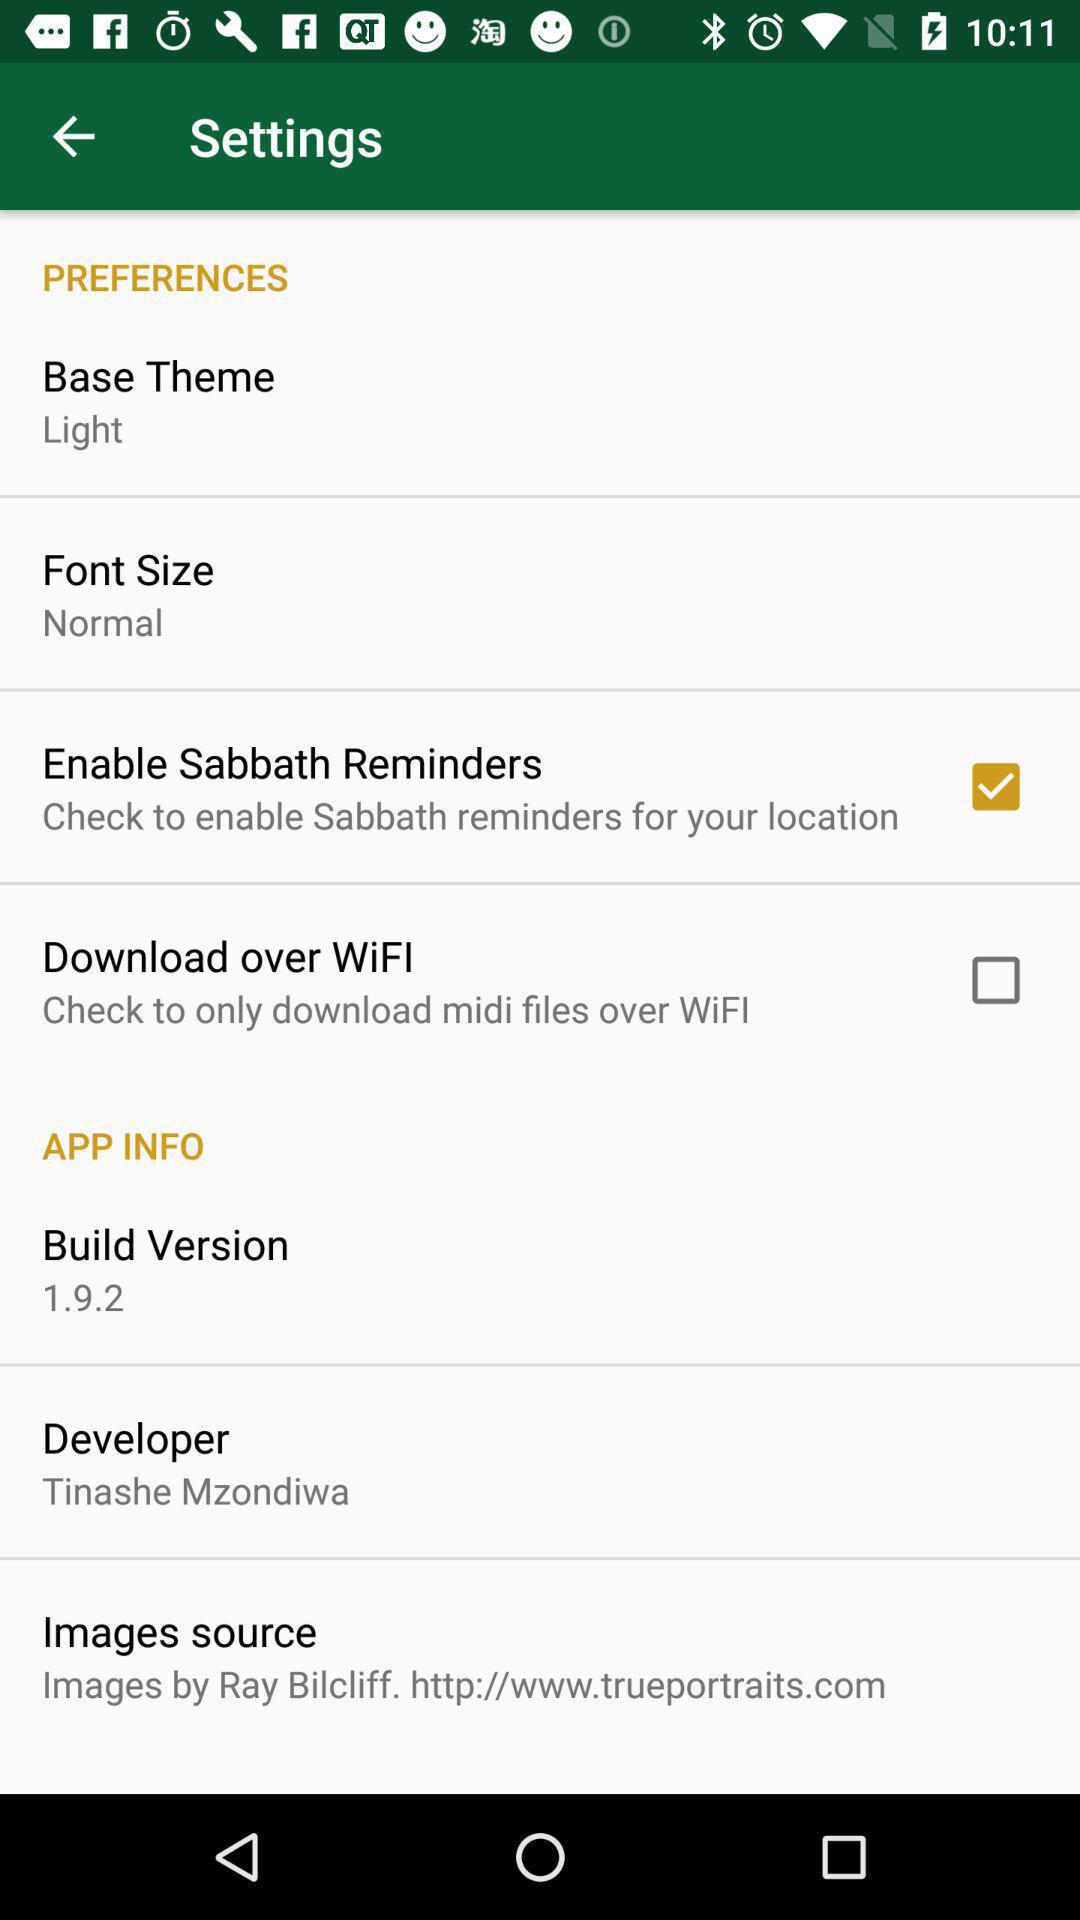 QT 淘 10:11
Settings
PREFERENCES
Base Theme
Light
Font Size
Normal
Enable Sabbath Reminders
Check to enable Sabbath reminders for your location
Download over WiFI
Check to only download midi files over WiFI
APP INFO
Build Version
1.9.2
Developer
Tinashe Mzondiwa
Images source
Images by Ray Bilcliff. http://www.trueportraits.com